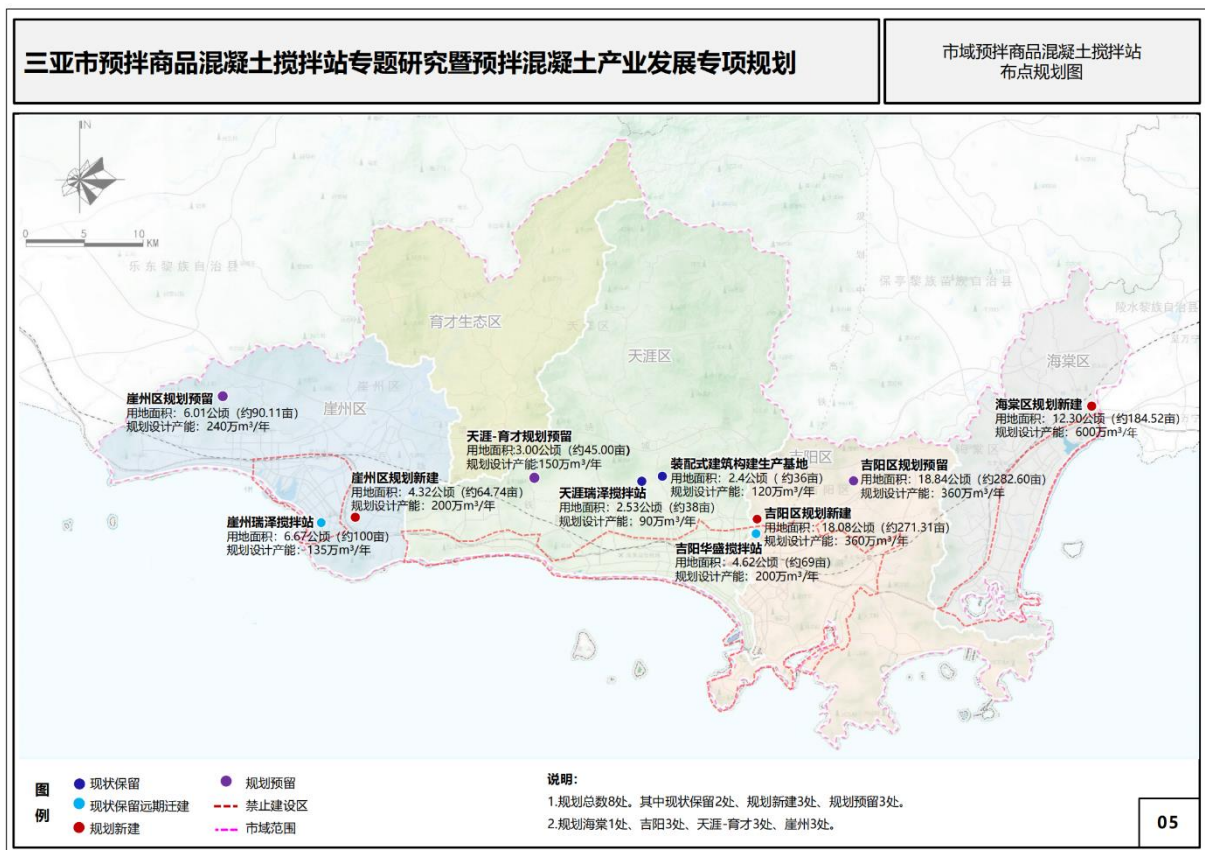 三亚市预拌商品混凝土搅拌站专题研究暨预拌混凝土产业发展专项规划
市域预拌商品混凝土搅拌站
布点规划图
N
0 5 10
KM
乐东黎族自治县
保亭黎族苗族自治县
陵水黎族自治县
育才生态区
天涯区
海棠区
崖州区
崖州区
吉阳区
崖州区规划预留
用地面积：6.01公顷（约90.11亩）
规划设计产能：240万m³/年
天涯-育才规划预留
用地面积：3.00公顷（约45.00亩）
规划设计产能:150万m³/年
海棠区规划新建
用地面积：12.30公顷（约184.52亩）
规划设计产能：600万m³/年
装配式建筑构建生产基地
用地面积：2.4公顷（ 约36亩）
规划设计产能：120万m³/年
吉阳区规划预留
用地面积：18.84公顷（约282.60亩）
规划设计产能：360万m³/年
崖州区规划新建
用地面积：4.32公顷（约64.74亩）
规划设计产能：200万m³/年
天涯瑞泽搅拌站
用地面积：2.53公顷（约38亩）
规划设计产能：90万m³/年
吉阳区规划新建
用地面积：18.08公顷（约271.31亩）
规划设计产能：360万m³/年
崖州瑞泽搅拌站
用地面积：6.67公顷（约100亩）
规划设计产能：135万m³/年
吉阳华盛搅拌站
用地面积：4.62公顷（约69亩）
规划设计产能：200万m³/年
图例
现状保留
现状保留远期迁建
规划新建
规划预留
禁止建设区
市域范围
说明：
1.规划总数8处。其中现状保留2处、规划新建3处、规划预留3处。
2.规划海棠1处、吉阳3处、天涯-育才3处、崖州3处。
05